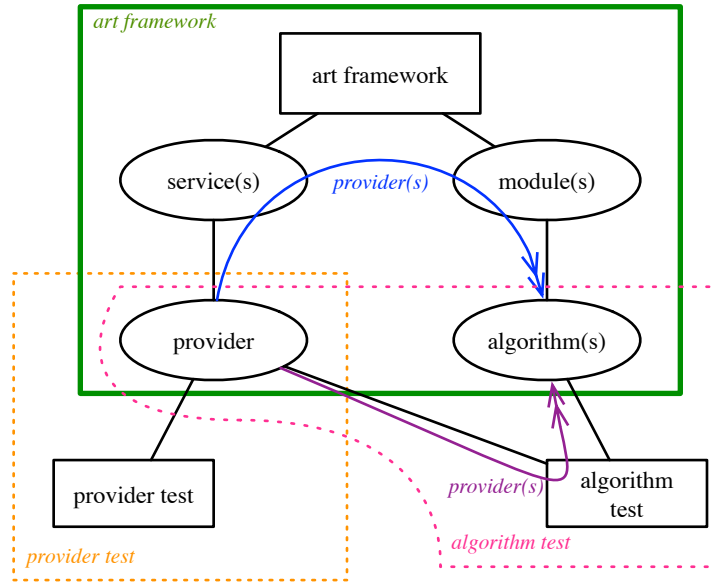 art framework
art framework
service(s)
provider(s)
module(s)
provider
algorithm(s)
provider test
provider(s)
algorithm
test
provider test
algorithm test